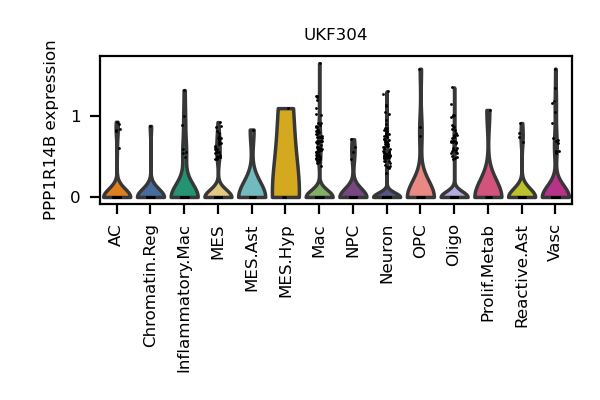 UKF304
PPP1R14B expression
1
0
AC
Chromatin.Reg
Inflammatory.Mac
MES
MES.Ast
MES.Hyp
Mac
NPC
Neuron
OPC
Oligo
Prolif.Metab
Reactive.Ast
Vasc